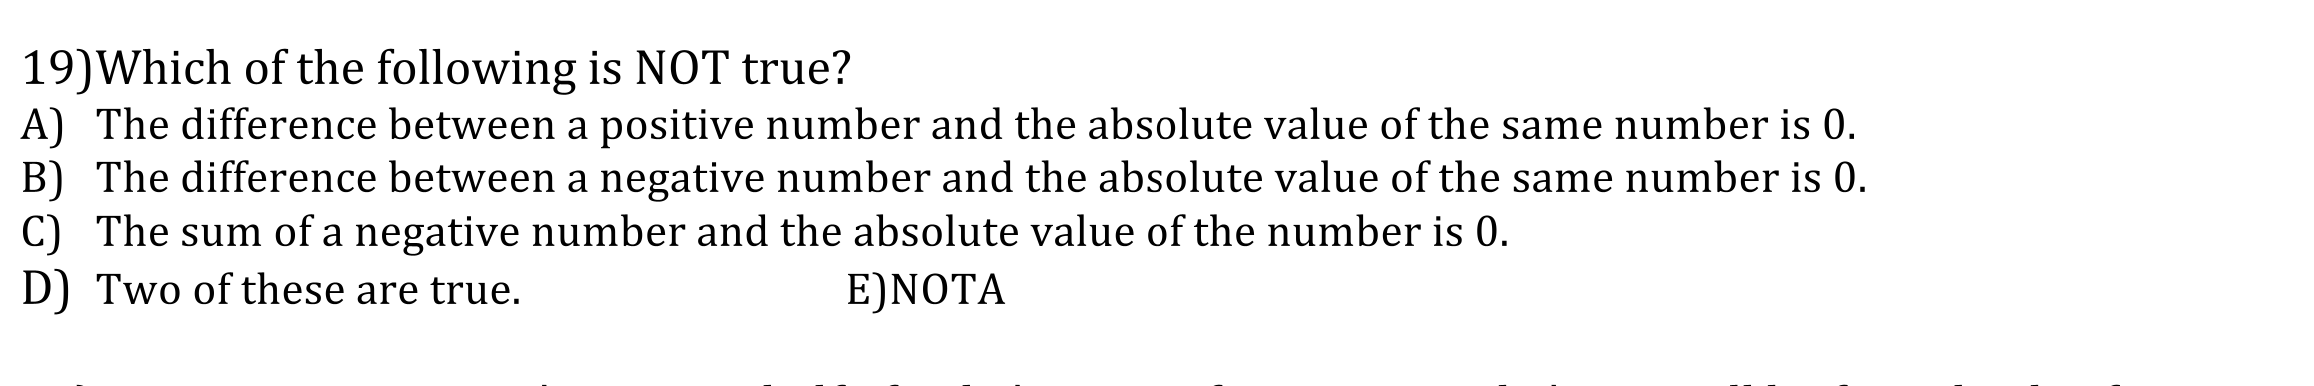 19)Which of the following is NOT true?
A) The difference between a positive number and the absolute value of the same number is 0.
B) The difference between a negative number and the absolute value of the same number is 0.
C) The sum of a negative number and the absolute value of the number is 0.
D) Two of these are true. E)NOTA